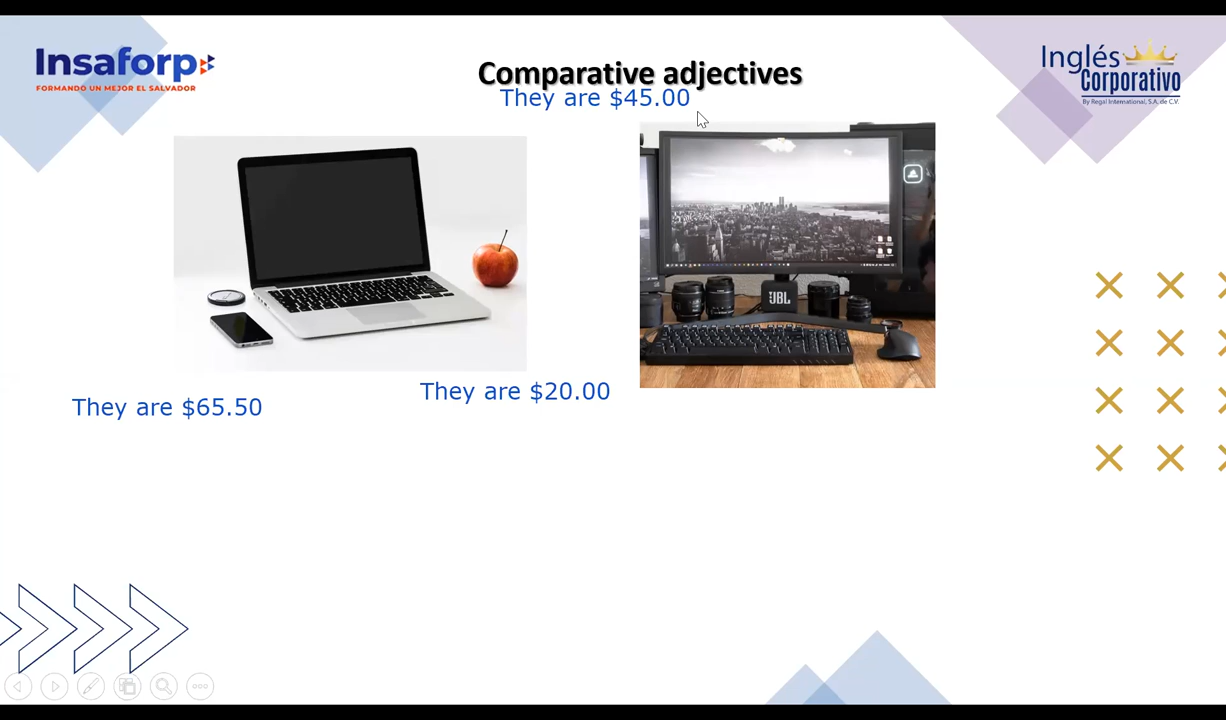 Insaforp
FORMANDO UN MEJOR EL SALVADOR
Comparative adjectives
Inglés
Corporativo
By Regal International, S.A. de C.V.
They are $45.00
JBL
They are $20.00
They are $65.50